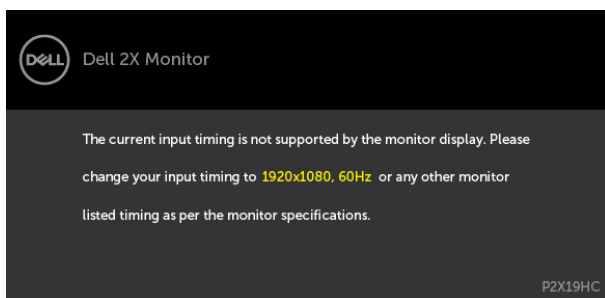 DELL
Dell 2X Monitor
The current input timing is not supported by the monitor display. Please
change your input timing to 1920x1080, 60Hz or any other monitor
listed timing as per the monitor specifications.
P2X19HC